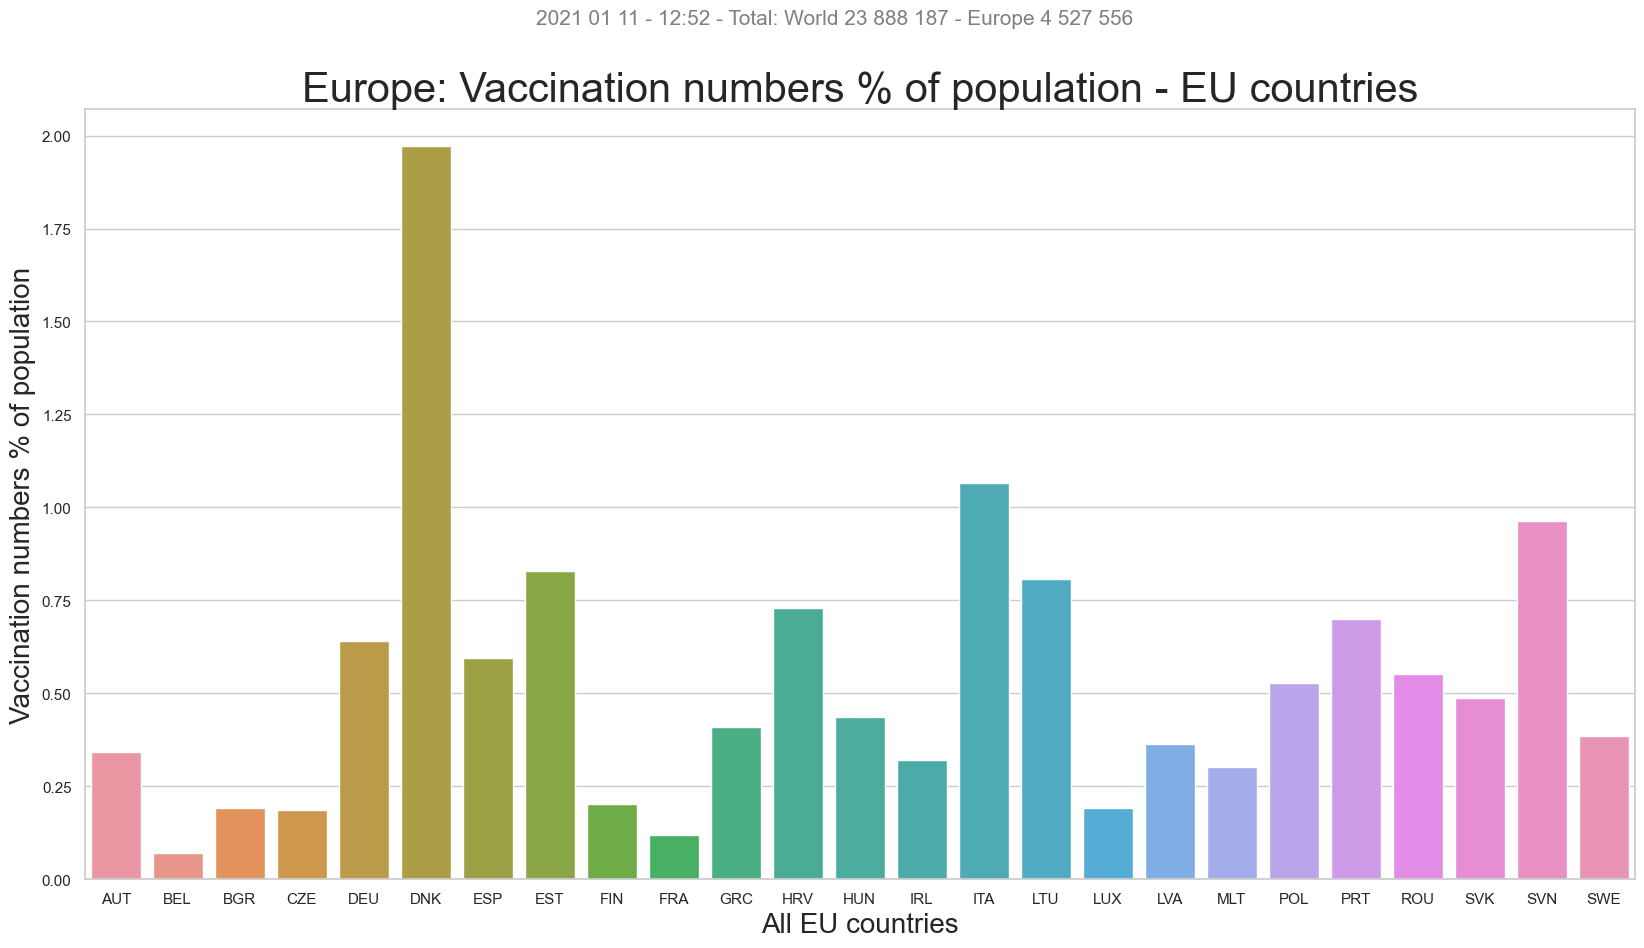 2021 01 11 - 12:52 - Total: World 23 888 187 - Europe 4 527 556
Europe: Vaccination numbers % of population - EU countries
Vaccination numbers % of population
2.00
1.75
1.50
1.25
1.00
0.75
0.50
0.25
0.00
AUT BEL BGR CZE DEU DNK ESP EST FIN FRA GRC HRV HUN IRL ITA LTU LUX LVA MLT POL PRT ROU SVK SVN SWE
All EU countries